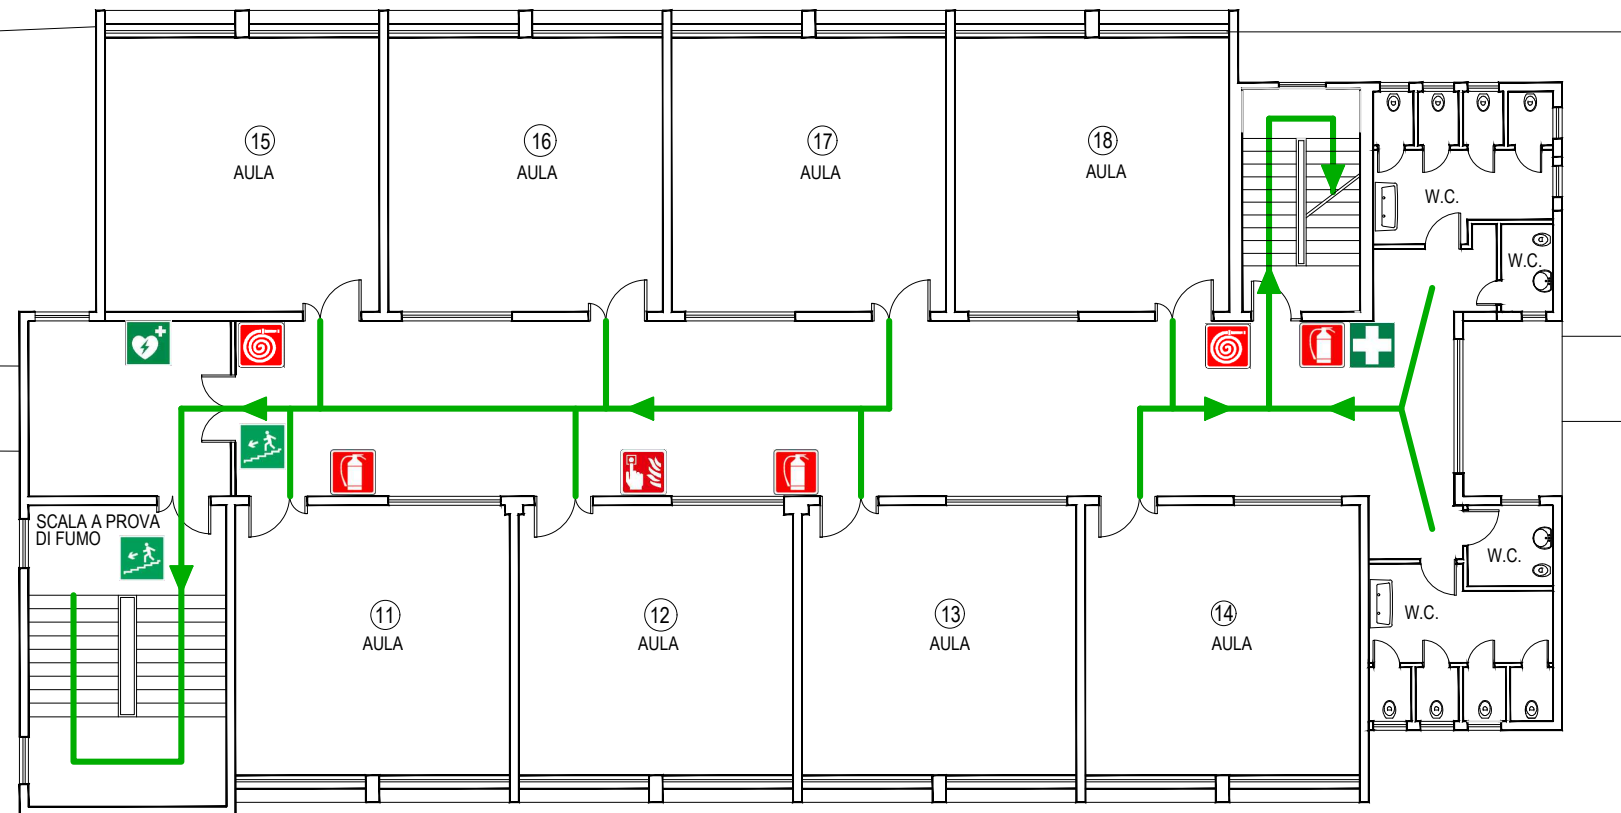 15
AULA
16
AULA
17
AULA
18
AULA
W.C.
W.C.
SCALA A PROVA
DI FUMO
11
AULA
12
AULA
13
AULA
14
AULA
W.C.
W.C.